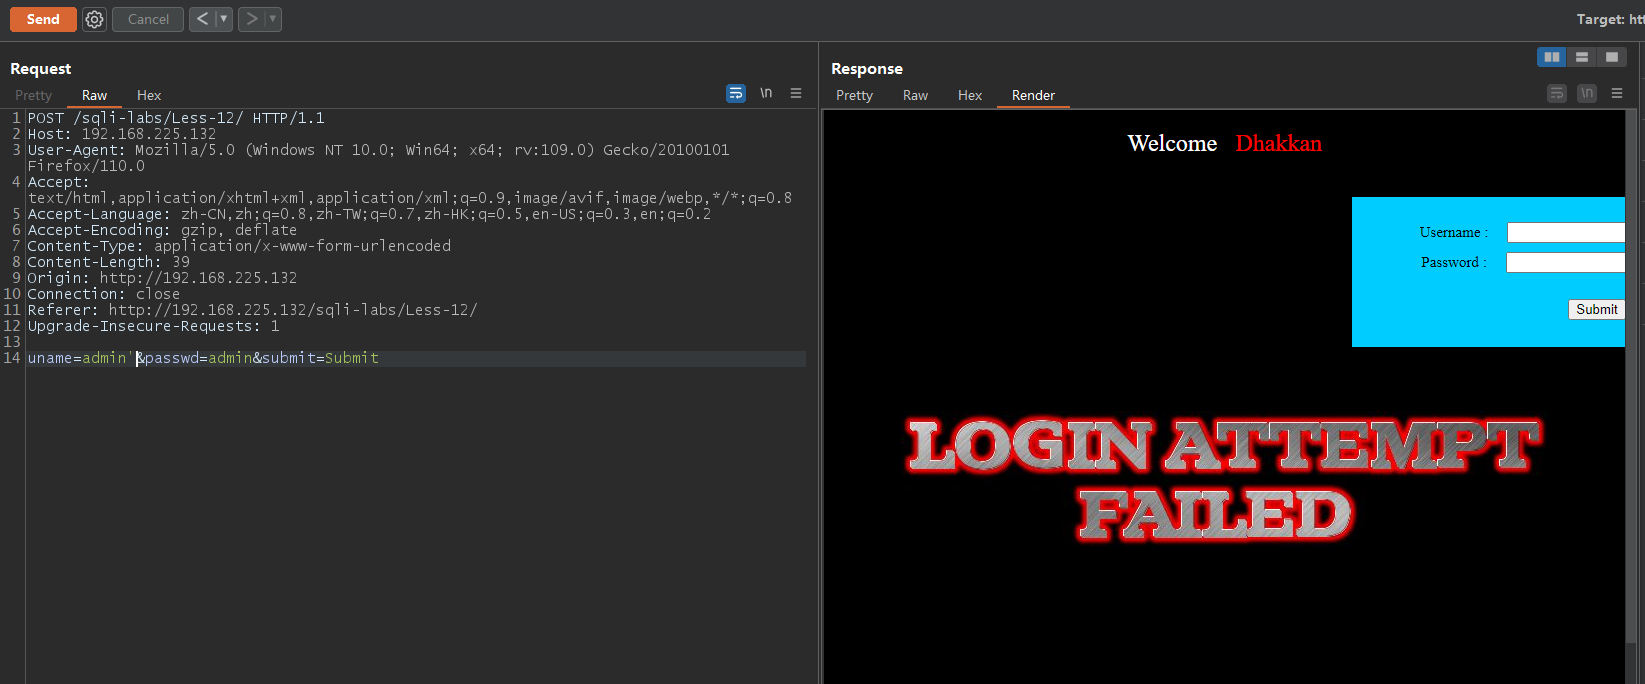 Send
Cancel
<
>
Target: htt
Request
Pretty Raw Hex
\n
1 POST /sqli-labs/Less-12/ HTTP/1.1
2 Host: 192.168.225.132
3 User-Agent: Mozilla/5.0 (Windows NT 10.0; Win64; x64; rv:109.0) Gecko/20100101
Firefox/110.0
4 Accept:
text/html,application/xhtml+xml,application/xml;q=0.9,image/avif,image/webp,*/*;q=0.8
5 Accept-Language: zh-CN,zh;q=0.8,zh-TW;q=0.7,zh-HK;q=0.5,en-US;q=0.3,en;q=0.2
6 Accept-Encoding: gzip, deflate
7 Content-Type: application/x-www-form-urlencoded
8 Content-Length: 39
9 Origin: http://192.168.225.132
10 Connection: close
11 Referer: http://192.168.225.132/sqli-labs/Less-12/
12 Upgrade-Insecure-Requests: 1
13
14 uname=admin'&passwd=admin&submit=Submit
Response
Pretty Raw Hex Render
\n
Welcome Dhakkan
Username :
Password :
Submit
LOGIN ATTEMPT
FAILED